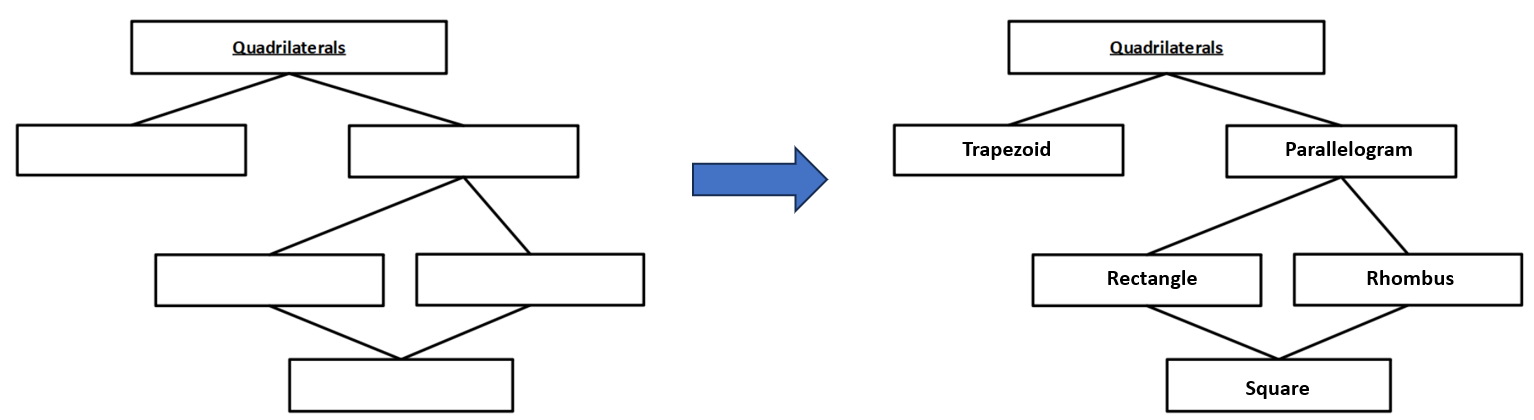 Quadrilaterals
Quadrilaterals
Trapezoid
Parallelogram
Rectangle
Rhombus
Square